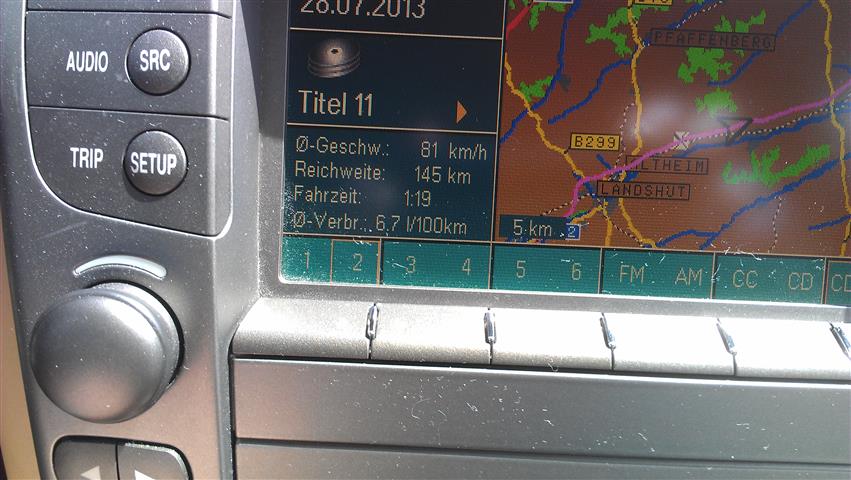 28.07.2013
AUDIO SRC
Titel 11
TRIP SETUP
Ø-Geschw.: 81 km/h
Reichweite: 145 km
Fahrzeit: 1:19
Ø-Verbr.: 6.7 l/100km
PFAFFENBERG
B299
ALTHEIM
LANDSHUT
5 km
2
1 2 3 4 5 6 FM AM CC CD CD